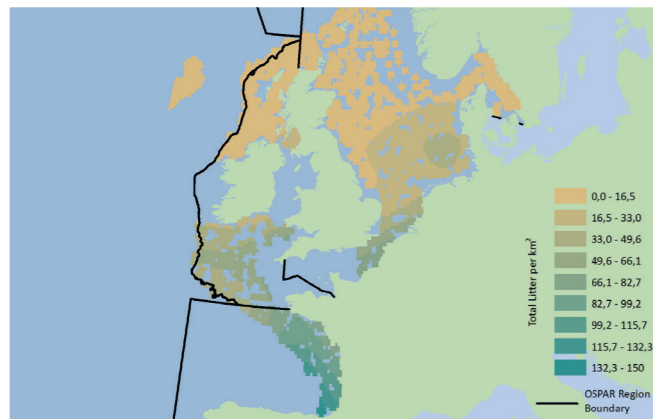 Total Litter per km²
0,0 - 16,5
16,5 - 33,0
33,0 - 49,6
49,6 - 66,1
66,1 - 82,7
82,7 - 99,2
99,2 - 115,7
115,7 - 132,3
132,3 - 150
OSPAR Region
Boundary